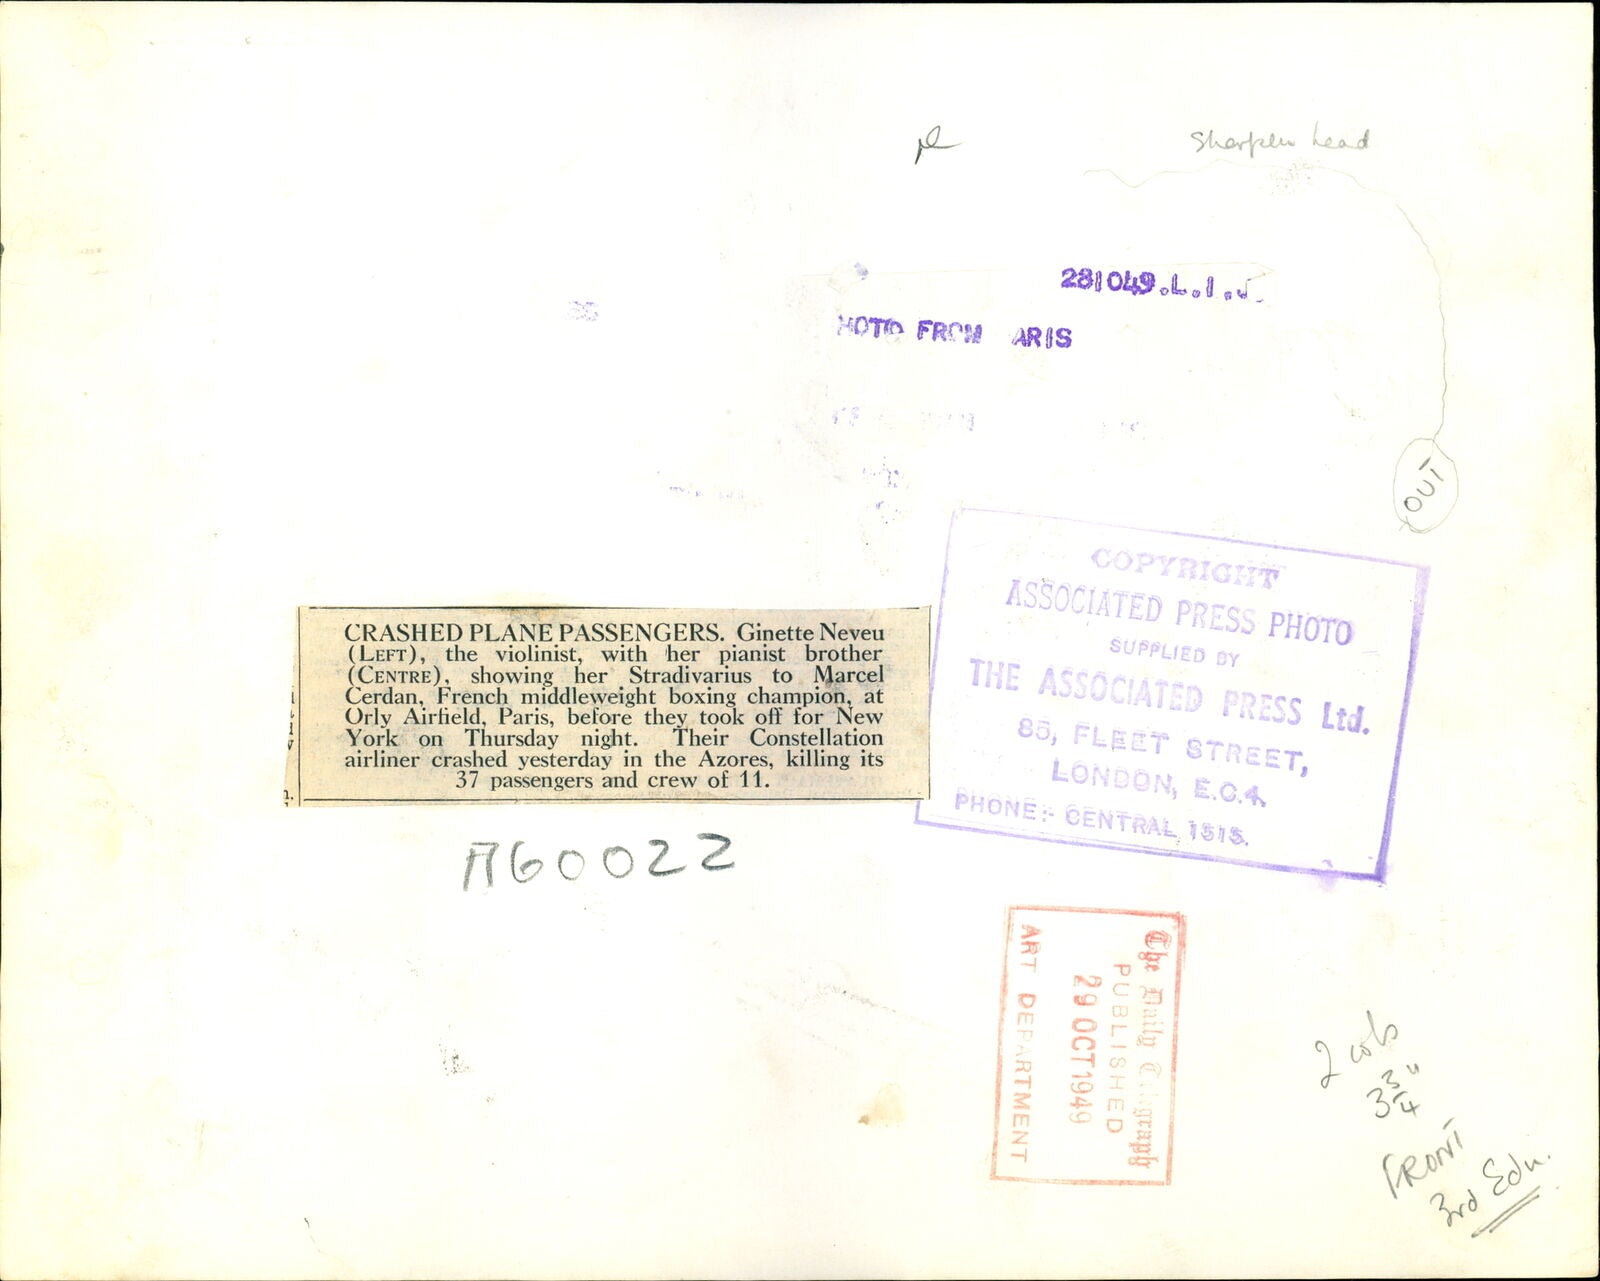 Sharpen head
281049.L.I.
HOTO FROM ARIS
OUT
COPYRIGHT
ASSOCIATED PRESS PHOTO
SUPPLIED BY
THE ASSOCIATED PRESS Ltd.
85, FLEET STREET,
LONDON, E.C.4.
PHONE:- CENTRAL 1515.
CRASHED PLANE PASSENGERS. Ginette Neveu
(LEFT), the violinist, with her pianist brother
(CENTRE), showing her Stradivarius to Marcel
Cerdan, French middleweight boxing champion, at
Orly Airfield, Paris, before they took off for New
York on Thursday night. Their Constellation
airliner crashed yesterday in the Azores, killing its
37 passengers and crew of 11.
A60022
The Daily Telegraph
PUBLISHED
29 OCT 1949
ART DEPARTMENT
2 cols
3 3/4"
FRONT
3rd Edn.